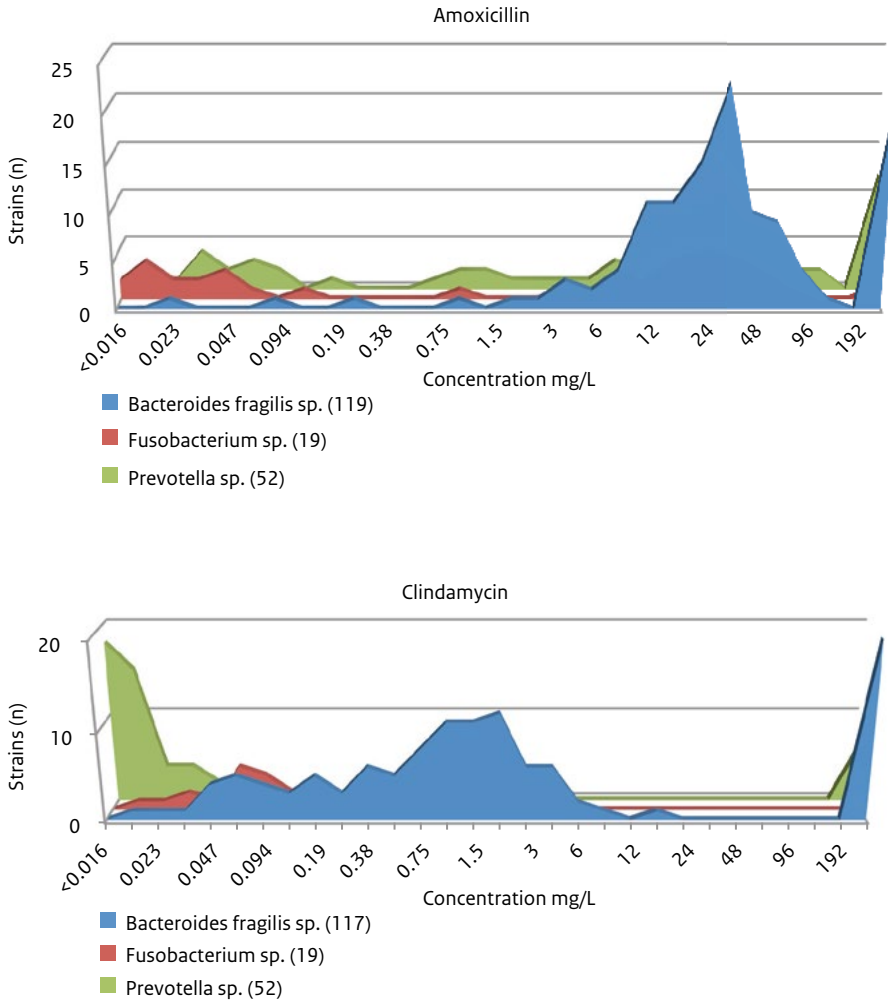 Amoxicillin
25
20
15
10
5
0
Strains (n)
<0.016 0.023 0.047 0.094 0.19 0.38 0.75 1.5 3 6 12 24 48 96 192
Concentration mg/L
Bacteroides fragilis sp. (119)
Fusobacterium sp. (19)
Prevotella sp. (52)
Clindamycin
20
10
0
Strains (n)
<0.016 0.023 0.047 0.094 0.19 0.38 0.75 1.5 3 6 12 24 48 96 192
Concentration mg/L
Bacteroides fragilis sp. (117)
Fusobacterium sp. (19)
Prevotella sp. (52)